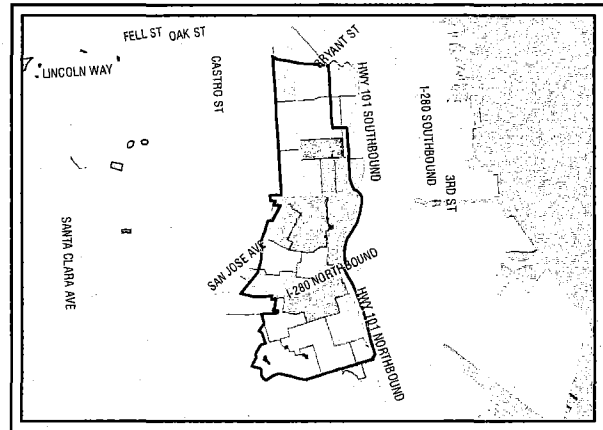 FELL ST
OAK ST
BRYANT ST
LINCOLN WAY
CASTRO ST
HWY 101 SOUTHBOUND
I-280 SOUTHBOUND
3RD ST
SANTA CLARA AVE
SAN JOSE AVE
I-280 NORTHBOUND
HWY 101 NORTHBOUND